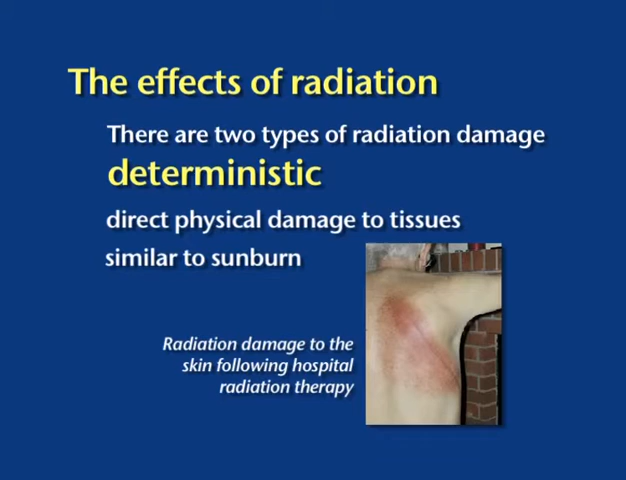 The effects of radiation
There are two types of radiation damage
deterministic
direct physical damage to tissues
similar to sunburn
Radiation damage to the
skin following hospital
radiation therapy